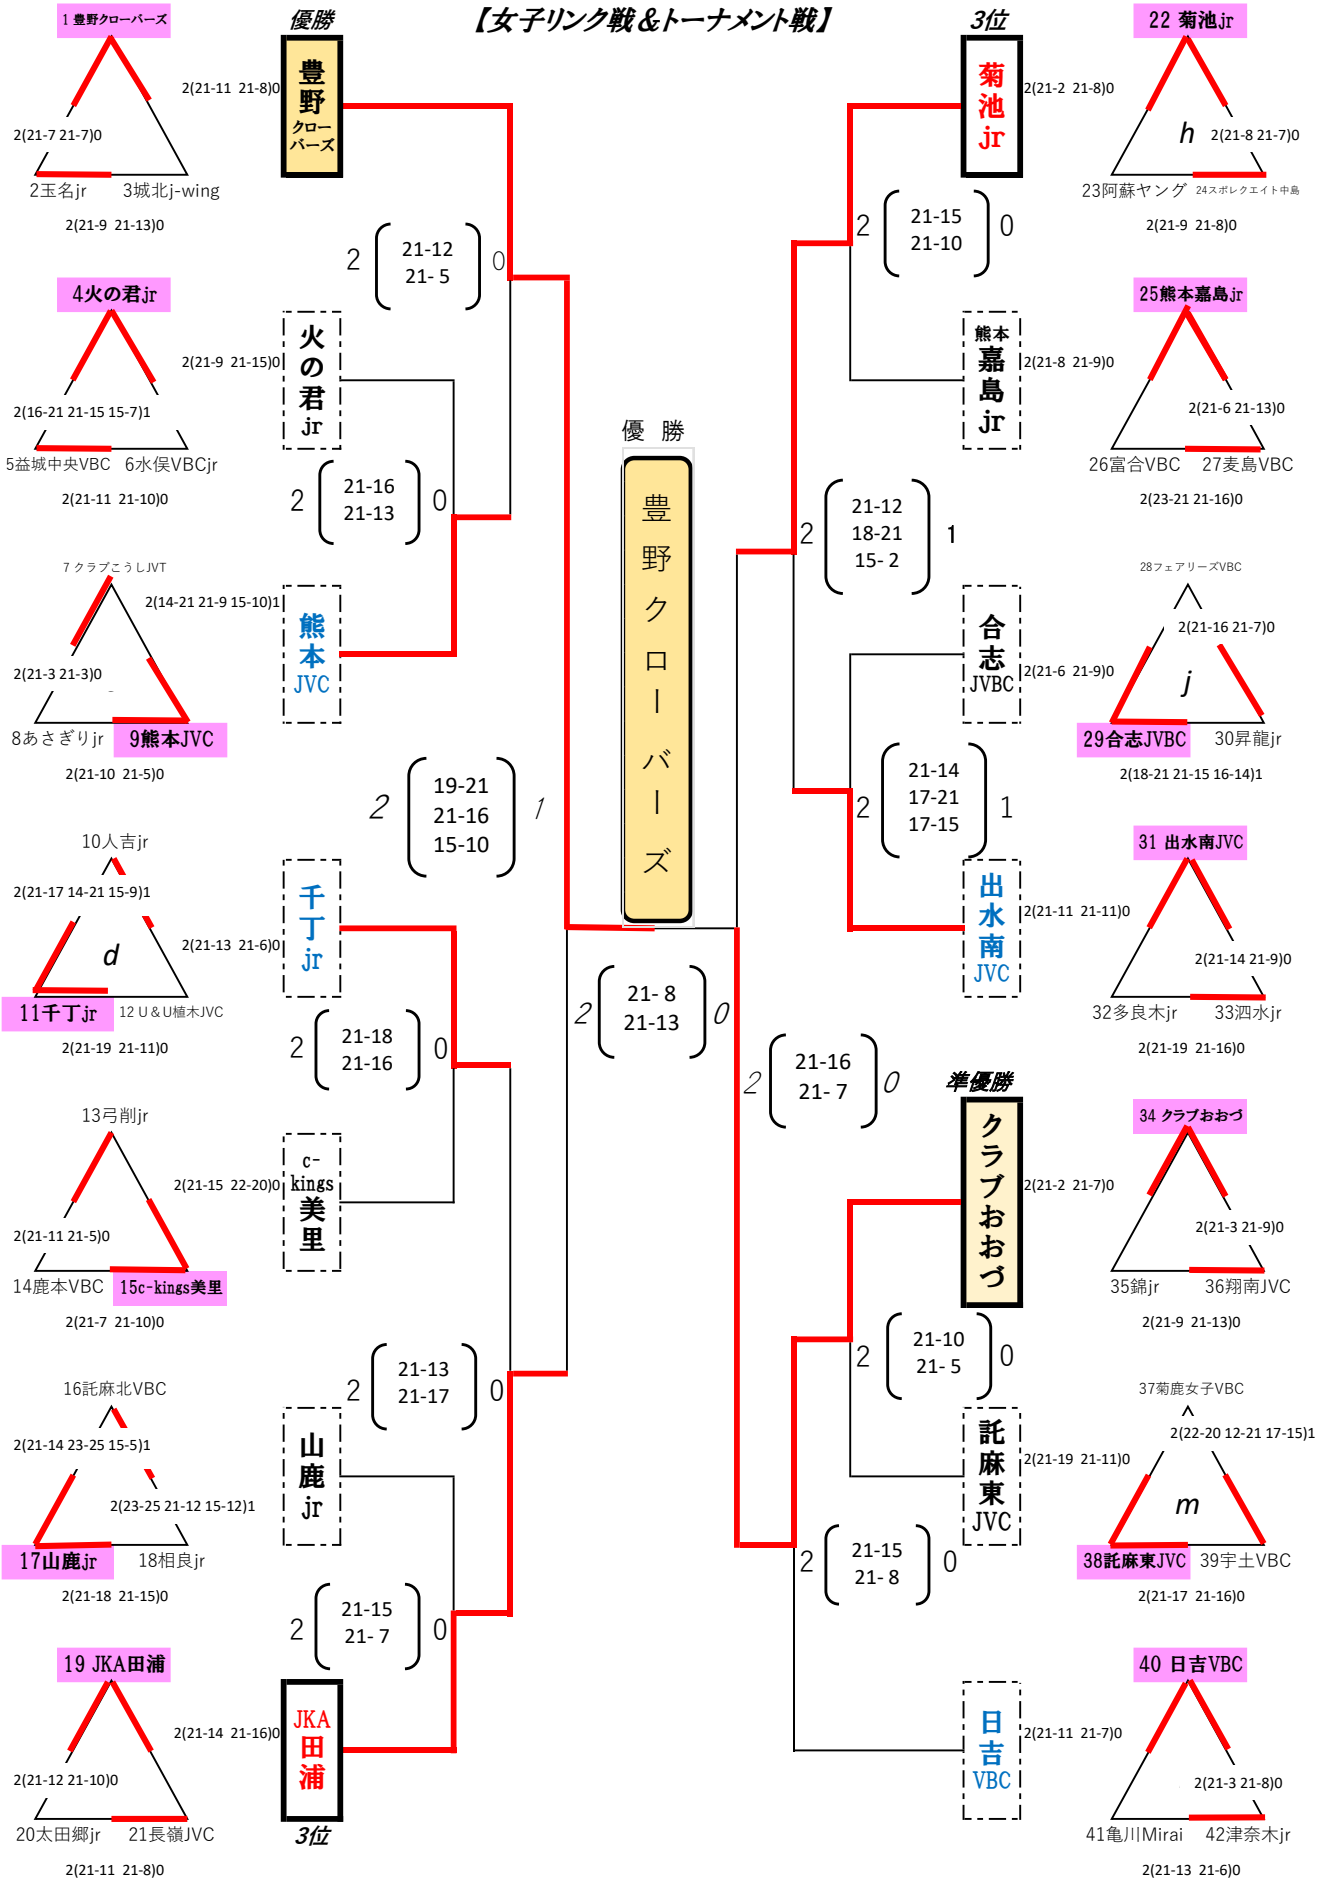 【女子リンク戦＆トーナメント戦】
1 豊野クローバーズ
2(21-11 21-8)0
2(21-7 21-7)0
2玉名jr 3城北j-wing
2(21-9 21-13)0
4火の君jr
2(21-9 21-15)0
2(16-21 21-15 15-7)1
5益城中央VBC 6水俣VBCjr
2(21-11 21-10)0
7 クラブこうしJVT
2(14-21 21-9 15-10)1
2(21-3 21-3)0
8あさぎりjr 9熊本JVC
2(21-10 21-5)0
10人吉jr
2(21-17 14-21 15-9)1
2(21-13 21-6)0
d
11千丁jr 12 U＆U植木JVC
2(21-19 21-11)0
13弓削jr
2(21-15 22-20)0
2(21-11 21-5)0
14鹿本VBC 15c-kings美里
2(21-7 21-10)0
16託麻北VBC
2(21-14 23-25 15-5)1
2(23-25 21-12 15-12)1
17山鹿jr 18相良jr
2(21-18 21-15)0
19 JKA田浦
2(21-14 21-16)0
2(21-12 21-10)0
20太田郷jr 21長嶺JVC
2(21-11 21-8)0
優勝
豊野クローバーズ
火の君jr
熊本JVC
千丁jr
c-kings美里
山鹿jr
JKA田浦
3位
2 21-12 0
21- 5
2 21-16 0
21-13
2 19-21 1
21-16
15-10
2 21-18 0
21-16
2 21-13 0
21-17
2 21-15 0
21- 7
優 勝
豊野クローバーズ
2 21- 8 0
21-13
2 21-15 0
21-10
2 21-12 1
18-21
15- 2
2 21-14 1
17-21
17-15
2 21-16 0
21- 7
2 21-10 0
21- 5
2 21-15 0
21- 8
3位
菊池jr
熊本嘉島jr
合志JVBC
出水南JVC
準優勝
クラブおおづ
託麻東JVC
日吉VBC
22 菊池jr
2(21-2 21-8)0
h
2(21-8 21-7)0
23阿蘇ヤング 24スポレクエイト中島
2(21-9 21-8)0
25熊本嘉島jr
2(21-8 21-9)0
2(21-6 21-13)0
26富合VBC 27麦島VBC
2(23-21 21-16)0
28フェアリーズVBC
2(21-16 21-7)0
2(21-6 21-9)0
j
29合志JVBC 30昇龍jr
2(18-21 21-15 16-14)1
31 出水南JVC
2(21-11 21-11)0
2(21-14 21-9)0
32多良木jr 33泗水jr
2(21-19 21-16)0
34 クラブおおづ
2(21-2 21-7)0
2(21-3 21-9)0
35錦jr 36翔南JVC
2(21-9 21-13)0
37菊鹿女子VBC
2(22-20 12-21 17-15)1
2(21-19 21-11)0
m
38託麻東JVC 39宇土VBC
2(21-17 21-16)0
40 日吉VBC
2(21-11 21-7)0
2(21-3 21-8)0
41亀川Mirai 42津奈木jr
2(21-13 21-6)0